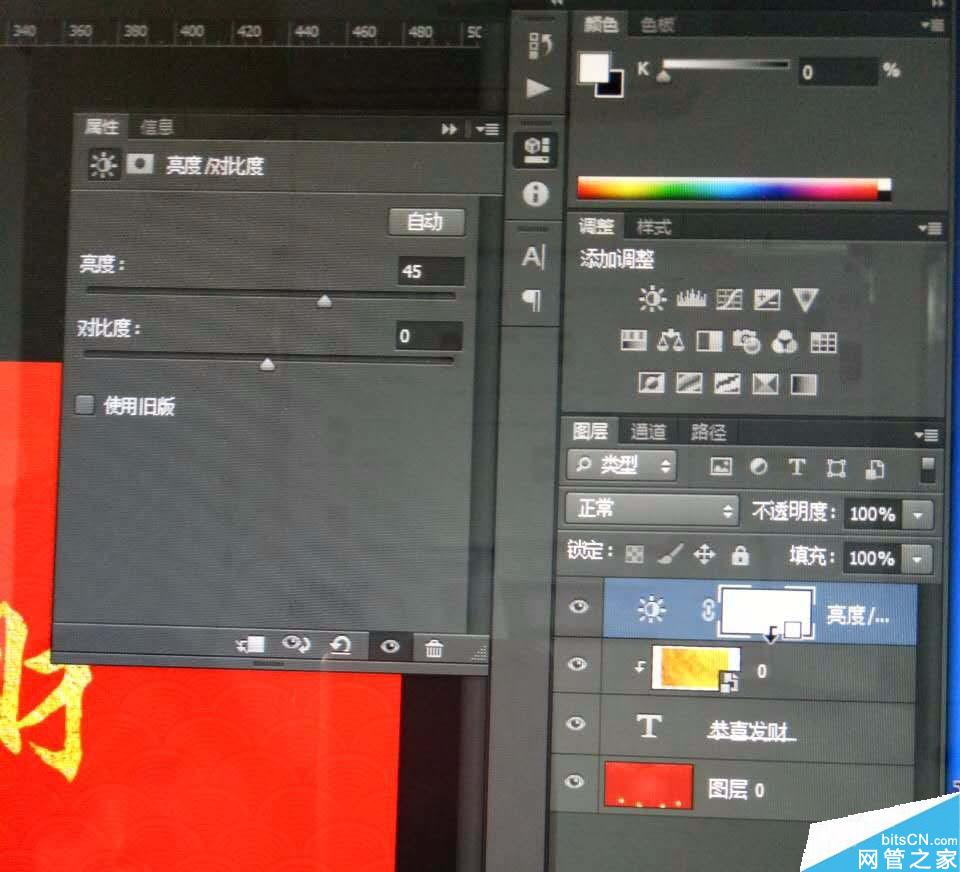 340 360 380 400 420 440 460 480 50
颜色 色板
K 0 %
属性 信息
亮度/对比度
自动
亮度： 45
对比度： 0
使用旧版
A|
调整 样式
添加调整
图层 通道 路径
类型
T
正常 不透明度： 100%
锁定： 填充： 100%
亮度/...
0
T 恭喜发财
图层 0
财
bitsCN.com
网管之家